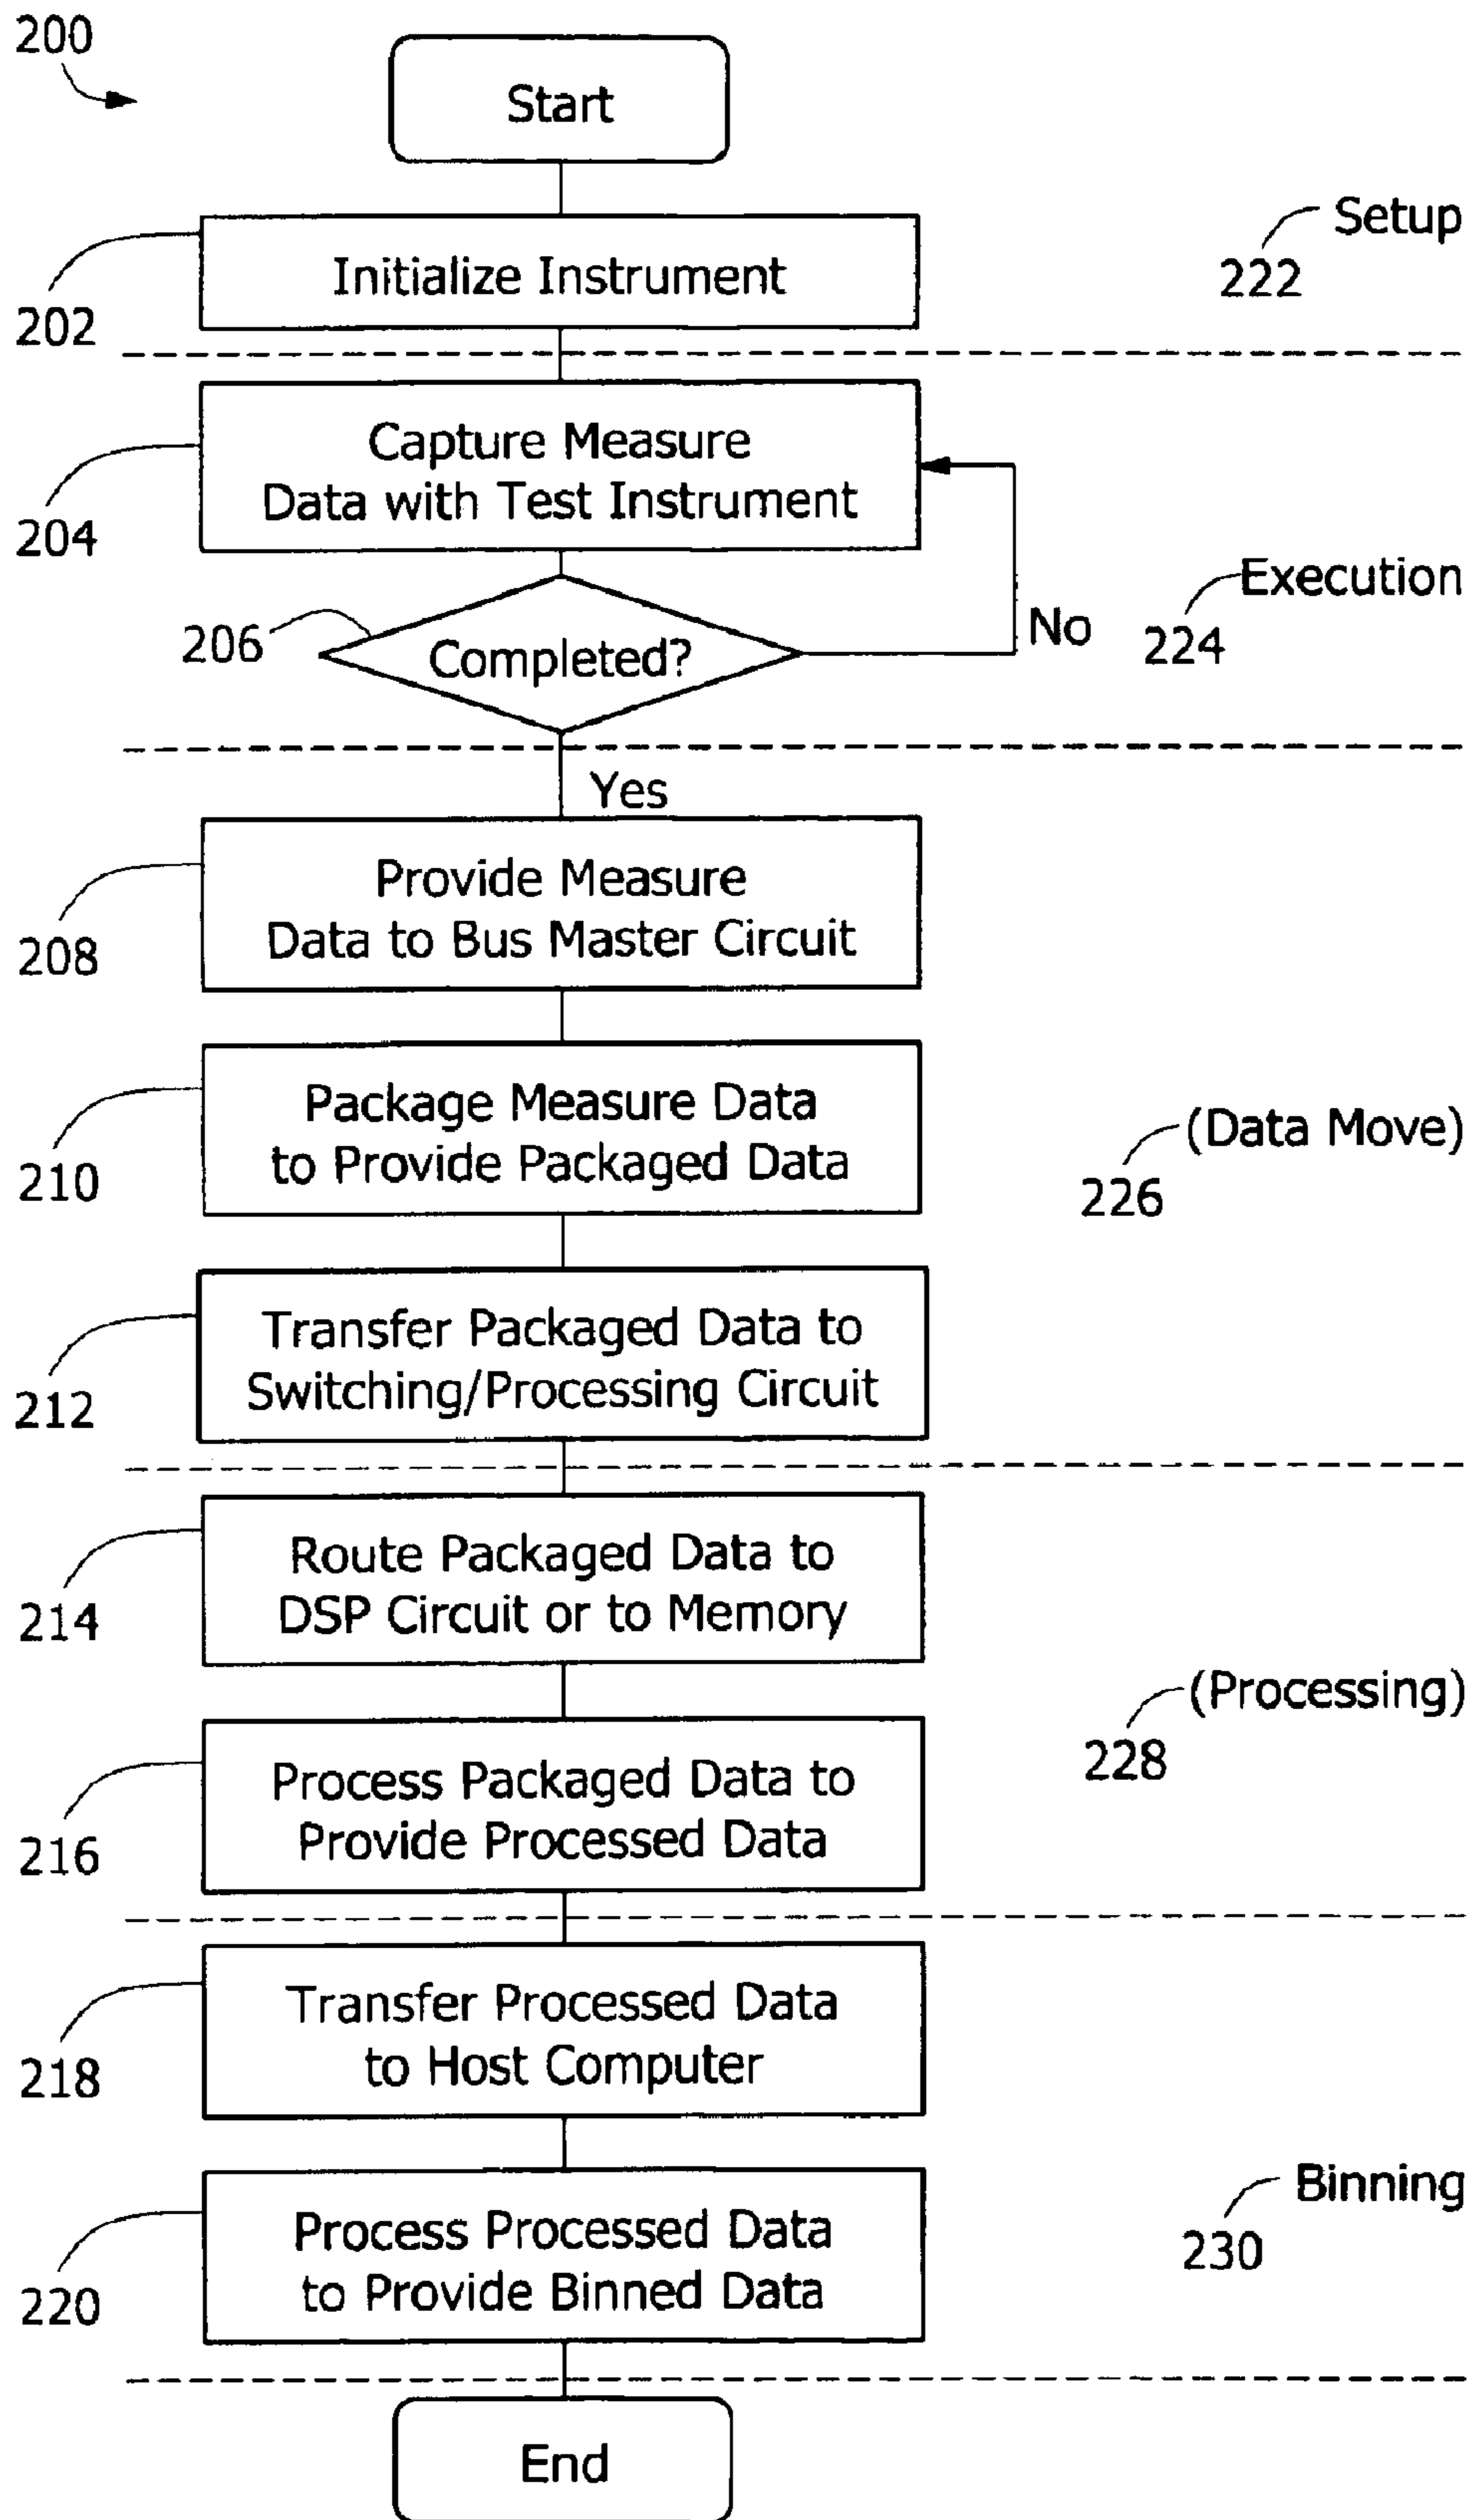 200
Start
Setup
222
Initialize Instrument
202
Capture Measure
Data with Test Instrument
204
Execution
224
No
206
Completed?
Yes
Provide Measure
Data to Bus Master Circuit
208
Package Measure Data
to Provide Packaged Data
210
(Data Move)
226
Transfer Packaged Data to
Switching/Processing Circuit
212
Route Packaged Data to
DSP Circuit or to Memory
214
(Processing)
228
Process Packaged Data to
Provide Processed Data
216
Transfer Processed Data
to Host Computer
218
Binning
230
Process Processed Data
to Provide Binned Data
220
End